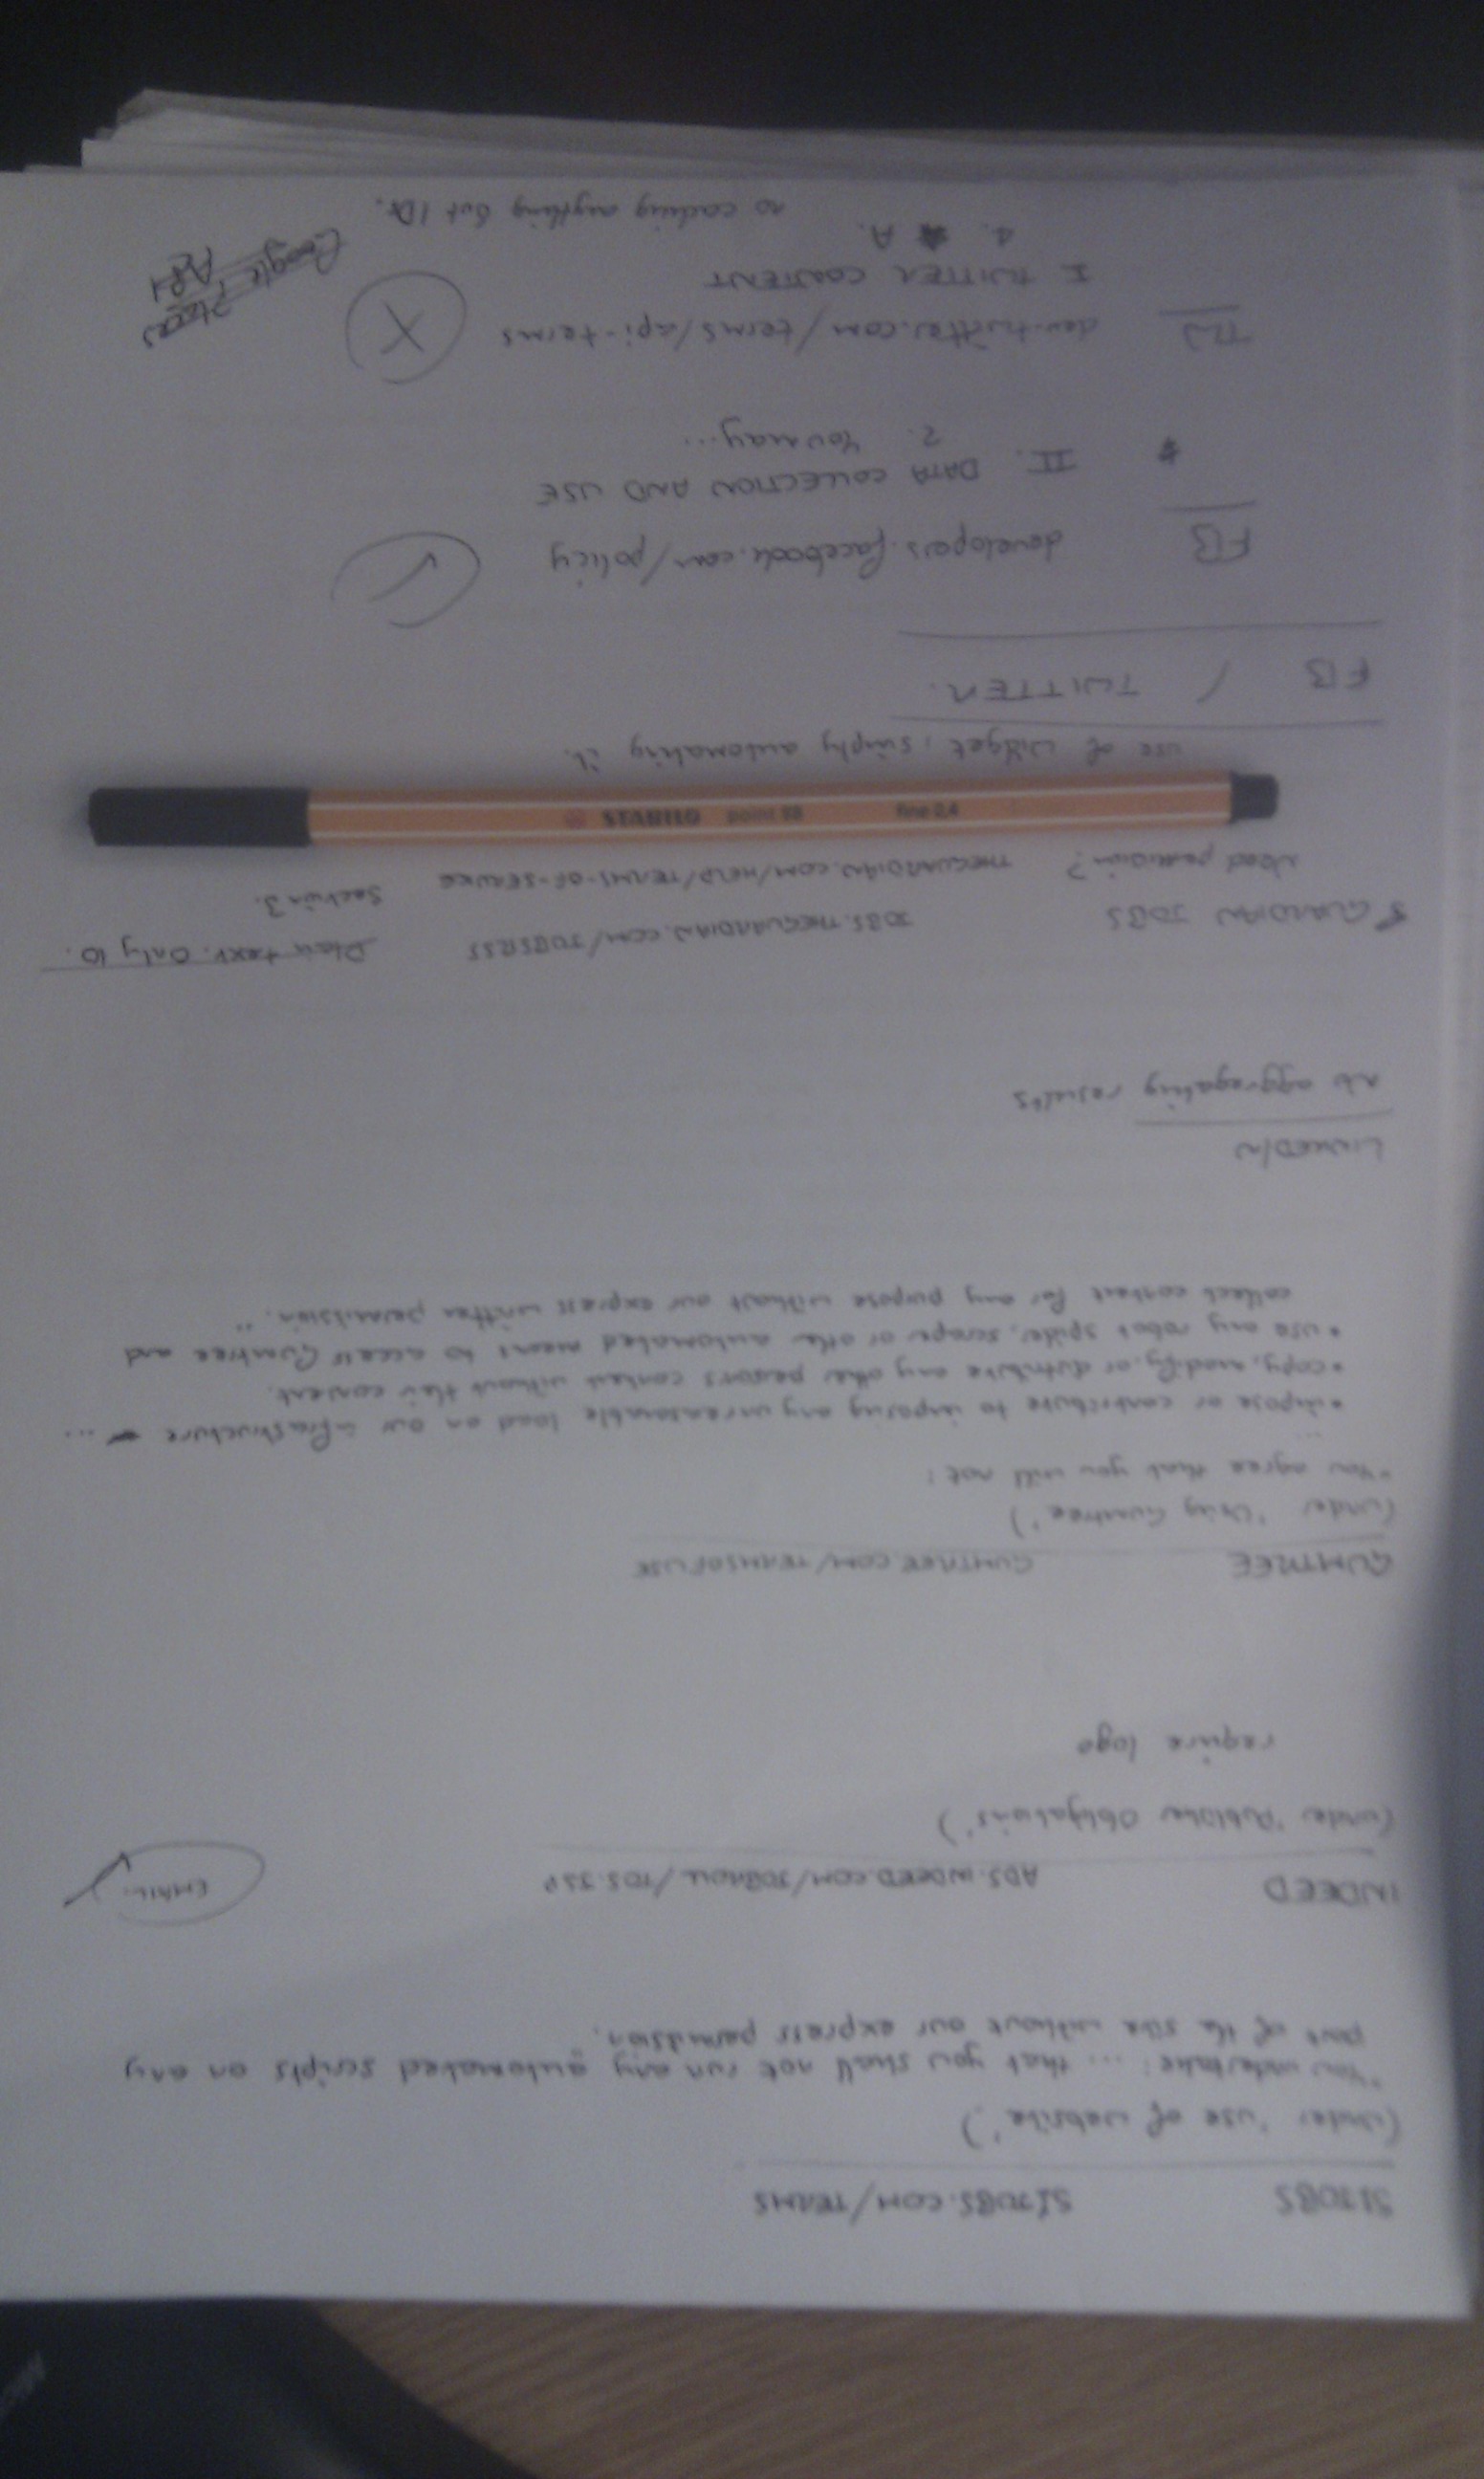 S1JOBS S1JOBS.COM/TERMS
(under 'use of website')
"You undertake: ... that you shall not run any automated scripts on any
part of the site without our express permission."
INDEED ADS.INDEED.COM/JOBROLL/TOS.JSP EMAIL
(under 'Publisher Obligations')
require logo
GUMTREE GUMTREE.COM/TERMSOFUSE
(under 'Using Gumtree')
"You agree that you will not:
...
• impose or contribute to imposing any unreasonable load on our infrastructure ...
• copy, modify, or distribute any other person's content without their consent.
• use any robot, spider, scraper or other automated means to access Gumtree and
collect content for any purpose without our express written permission."
LINKEDIN
No aggregating results
GUARDIAN JOBS JOBS.THEGUARDIAN.COM/JOBSRSS Plain text. Only 10.
Need permission? THEGUARDIAN.COM/HELP/TERMS-OF-SERVICE Section 3.
STABILO point 88 fine 0,4
use of widget, simply automating it.
FB / TWITTER.
FB developers.facebook.com/policy
* II. DATA COLLECTION AND USE
2. You may...
TW dev.twitter.com/terms/api-terms X
I TWITTER CONTENT
4. A.
no caching anything but IDs.
Google Places API